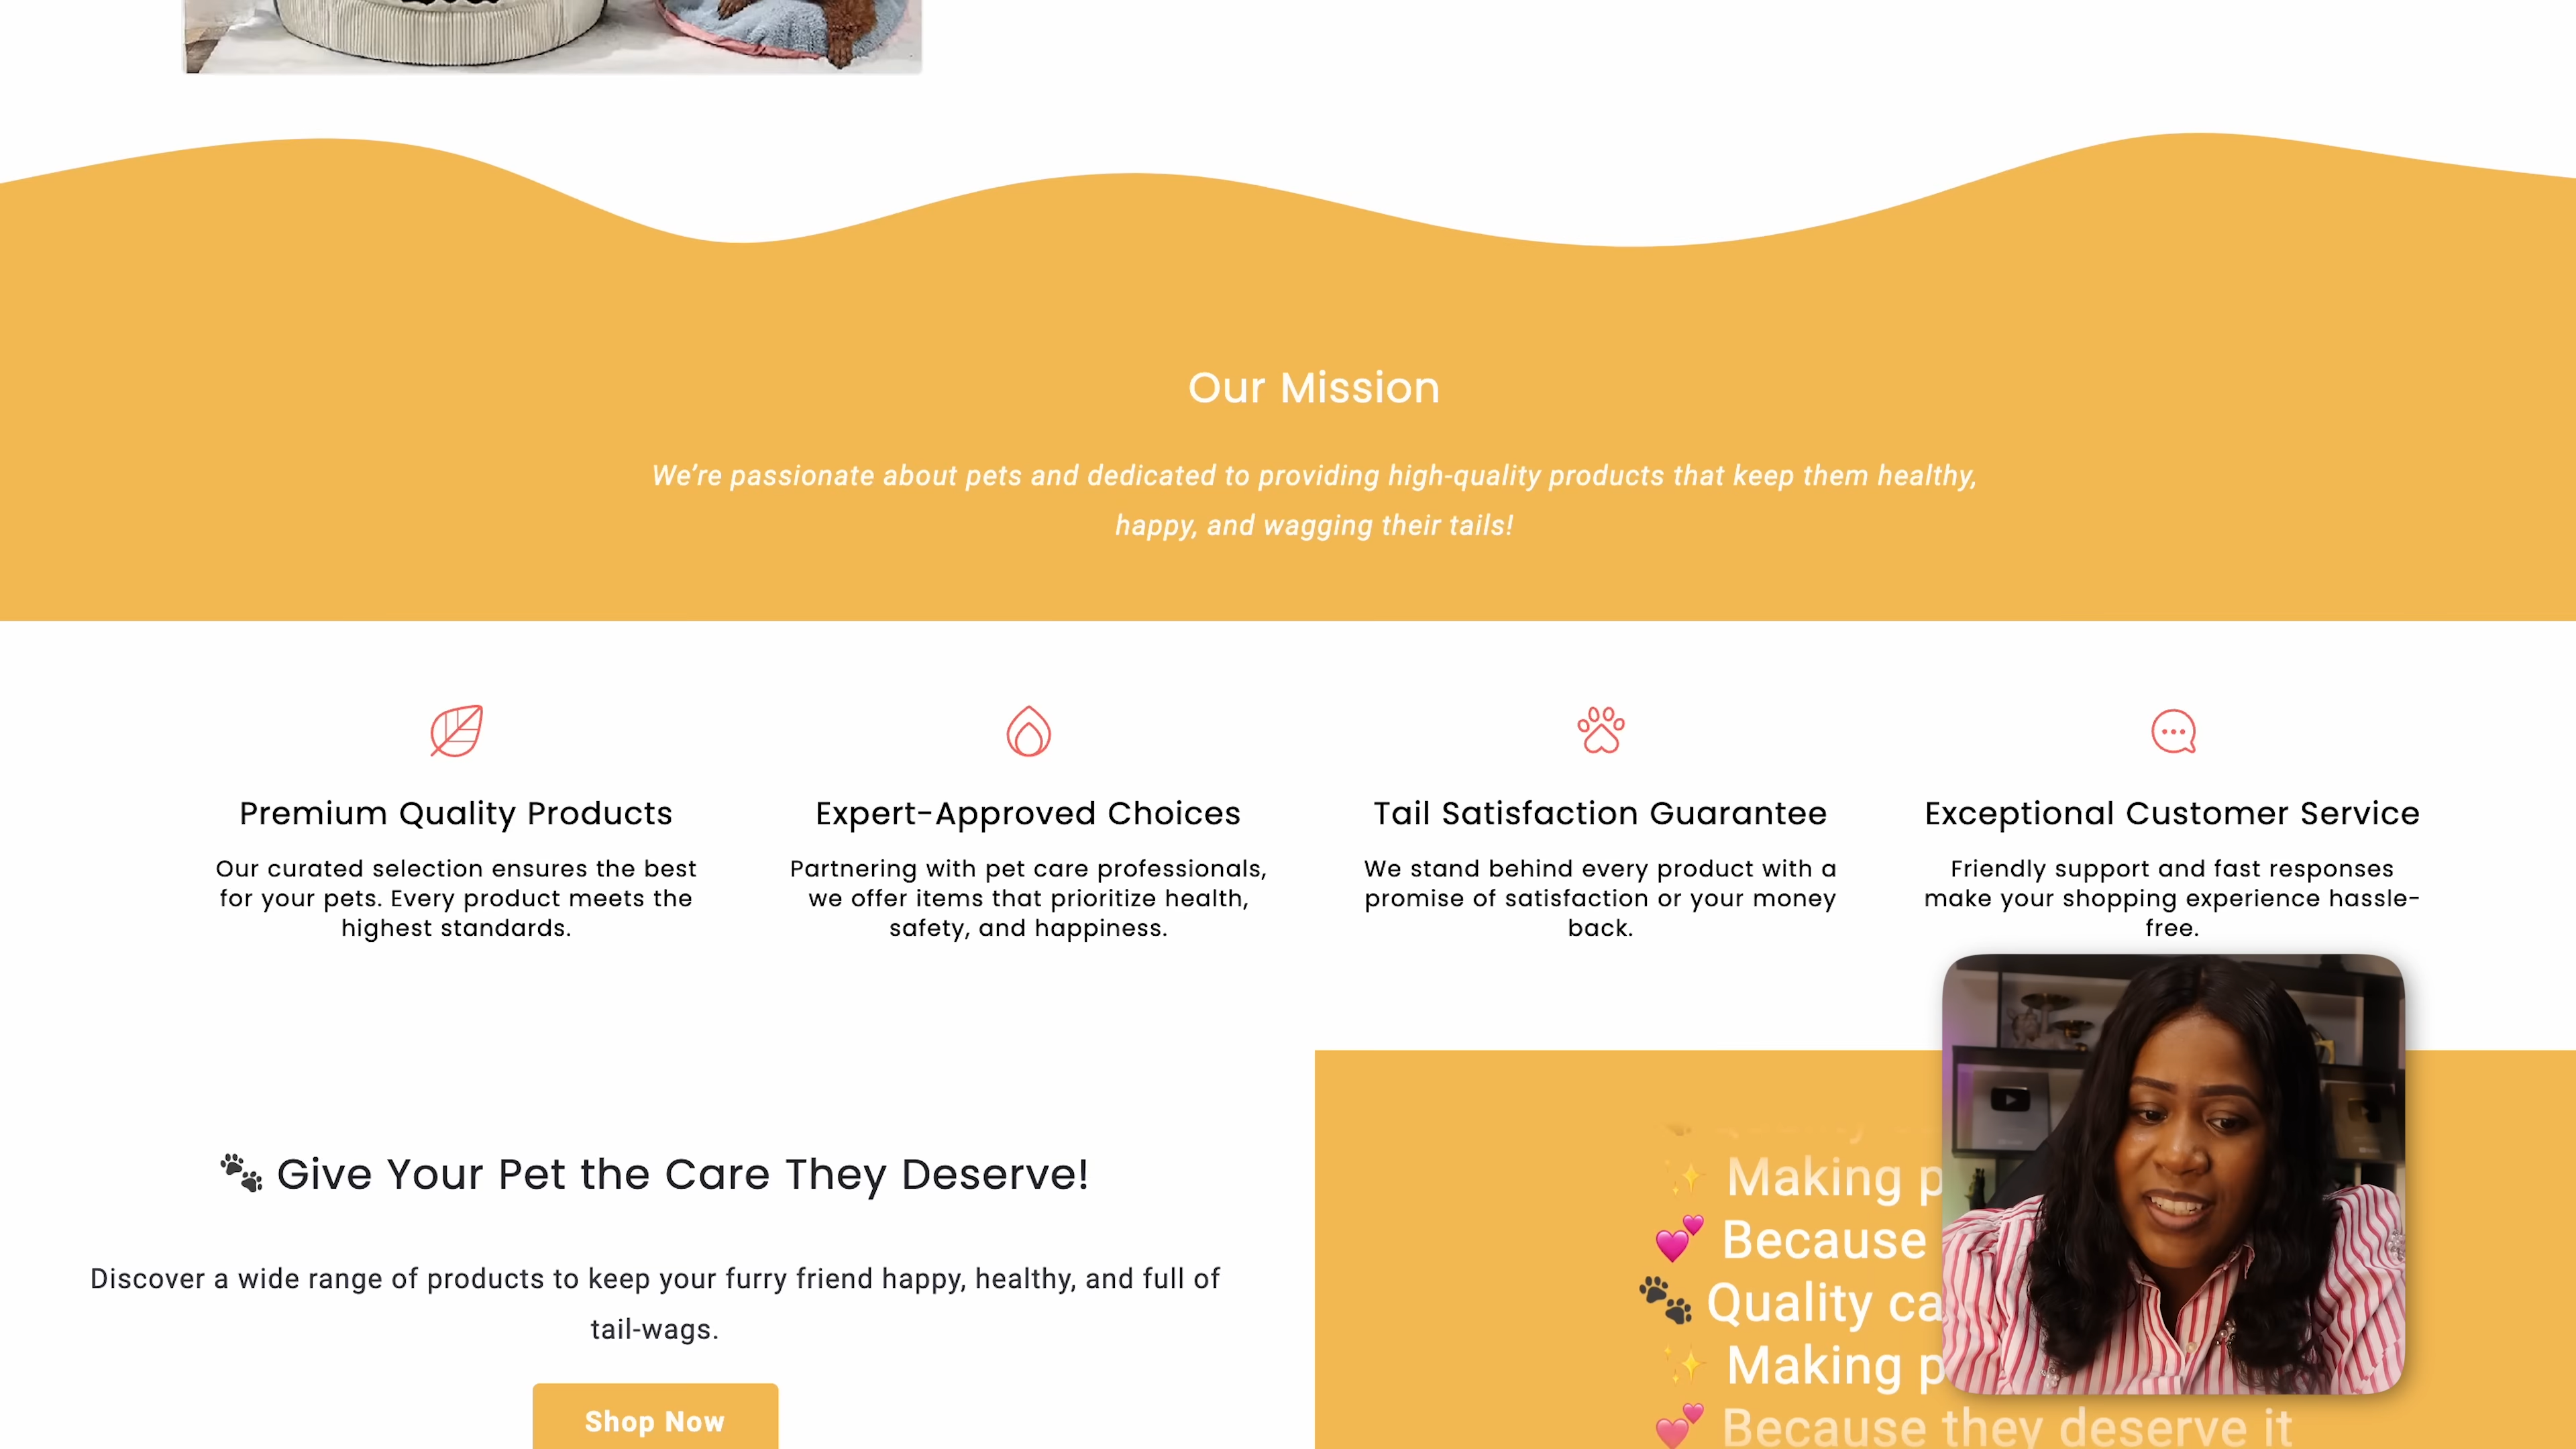 Our Mission
We’re passionate about pets and dedicated to providing high-quality products that keep them healthy,
happy, and wagging their tails!
Premium Quality Products
Our curated selection ensures the best
for your pets. Every product meets the
highest standards.
Expert-Approved Choices
Partnering with pet care professionals,
we offer items that prioritize health,
safety, and happiness.
Tail Satisfaction Guarantee
We stand behind every product with a
promise of satisfaction or your money
back.
Exceptional Customer Service
Friendly support and fast responses
make your shopping experience hassle-
free.
🐾 Give Your Pet the Care They Deserve!
Discover a wide range of products to keep your furry friend happy, healthy, and full of
tail-wags.
Shop Now
✨ Making
💕 Because
🐾 Quality
✨ Making
💕 Because they deserve it